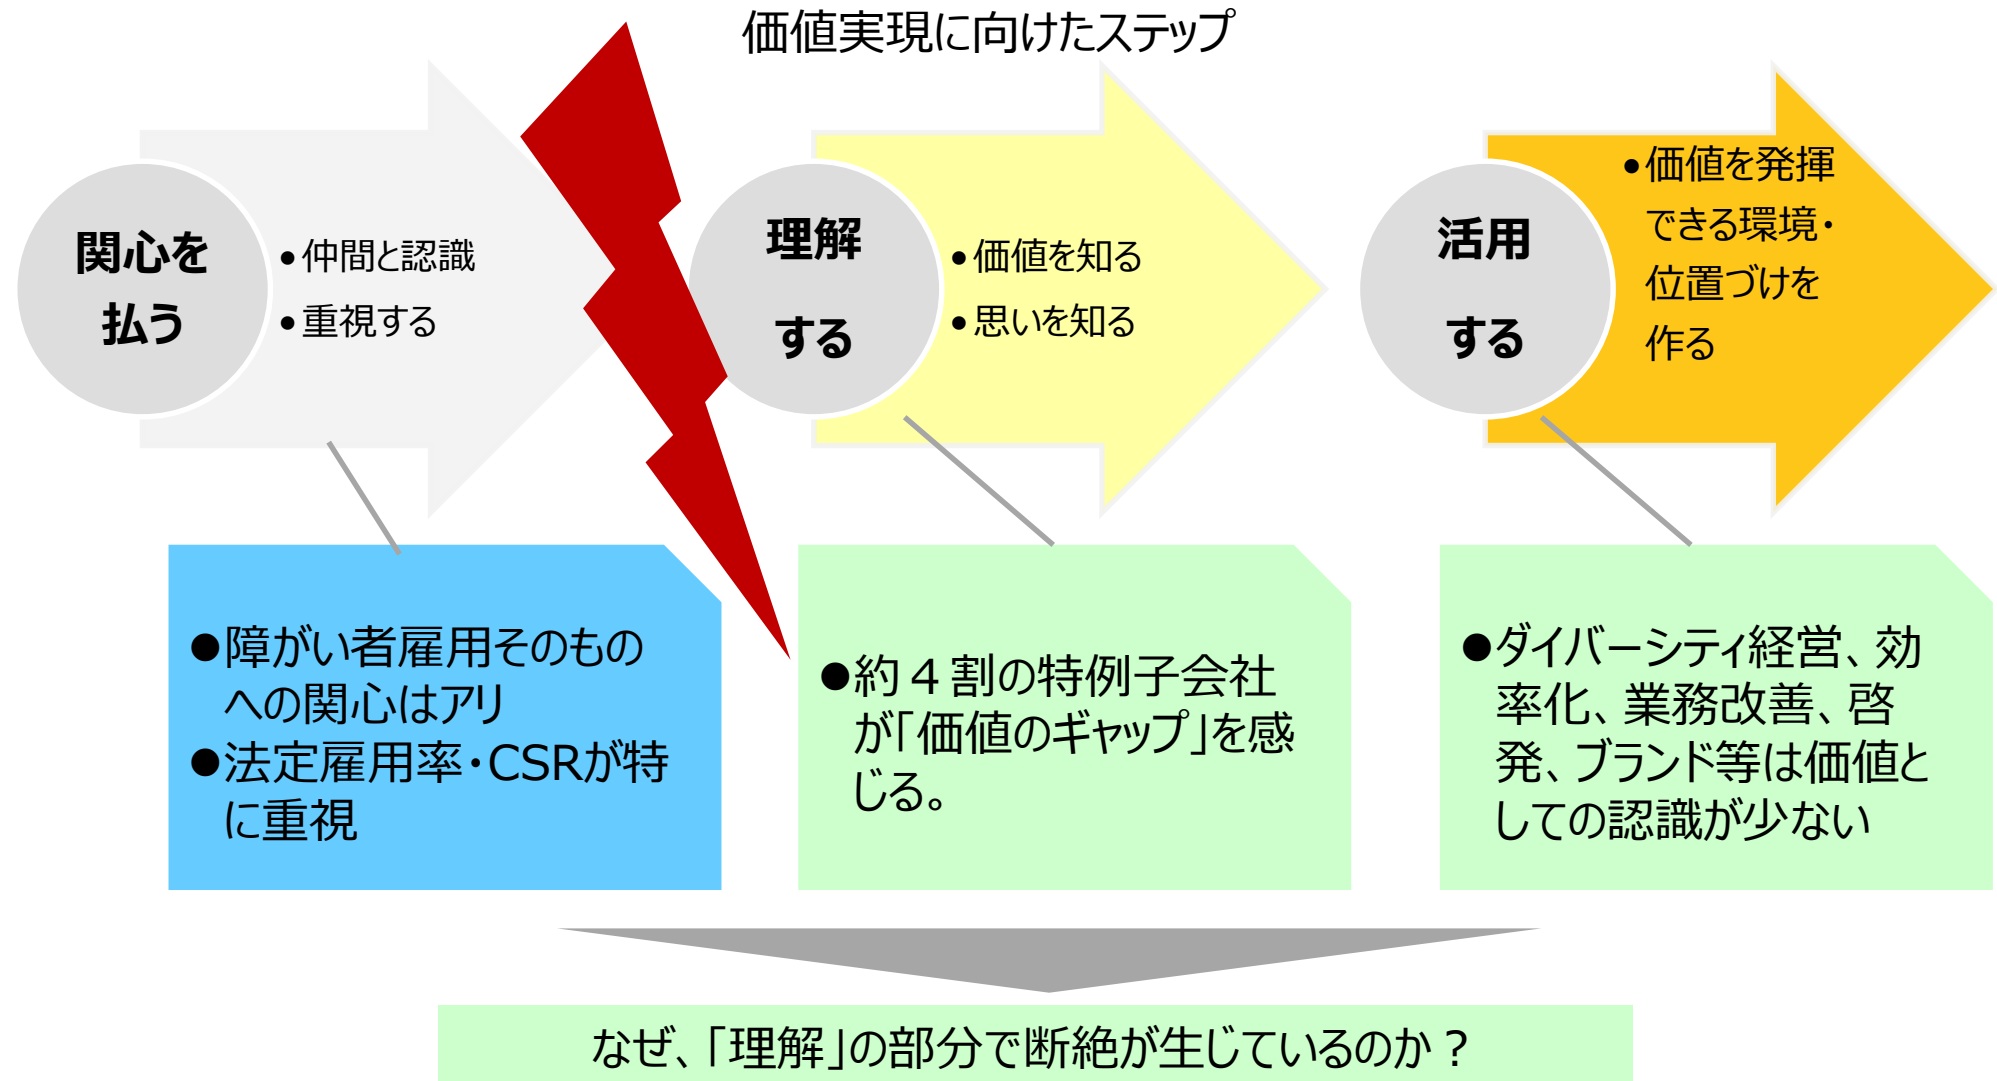 価値実現に向けたステップ
関心を
払う
•仲間と認識
•重視する
理解
する
•価値を知る
•思いを知る
活用
する
•価値を発揮
できる環境・
位置づけを
作る
●障がい者雇用そのもの
への関心はアリ
●法定雇用率・CSRが特
に重視
●約4割の特例子会社
が「価値のギャップ」を感
じる。
●ダイバーシティ経営、効
率化、業務改善、啓
発、ブランド等は価値と
しての認識が少ない
なぜ、「理解」の部分で断絶が生じているのか？